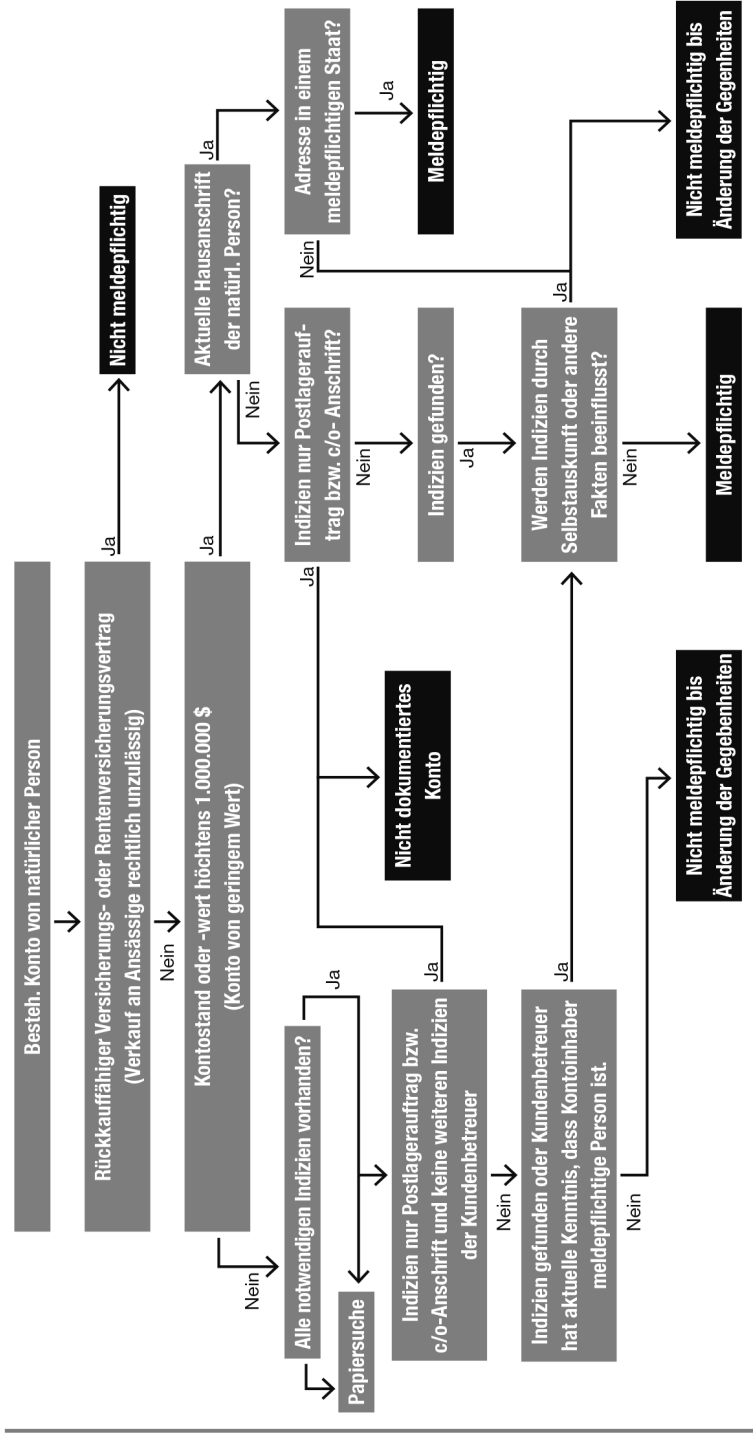 Besteh. Konto von natürlicher Person
Rückkauffähiger Versicherungs- oder Rentenversicherungsvertrag
(Verkauf an Ansässige rechtlich unzulässig)
Ja
Nicht meldepflichtig
Nein
Kontostand oder -wert höchtens 1.000.000 $
(Konto von geringem Wert)
Ja
Aktuelle Hausanschrift
der natürl. Person?
Ja
Nein
Nein
Alle notwendigen Indizien vorhanden?
Ja
Papiersuche
Indizien nur Postlagerauf-
trag bzw. c/o- Anschrift?
Ja
Nein
Adresse in einem
meldepflichtigen Staat?
Nein
Ja
Meldepflichtig
Indizien nur Postlagerauftrag bzw.
c/o-Anschrift und keine weiteren Indizien
der Kundenbetreuer
Ja
Nein
Nicht dokumentiertes
Konto
Indizien gefunden?
Ja
Indizien gefunden oder Kundenbetreuer
hat aktuelle Kenntnis, dass Kontoinhaber
meldepflichtige Person ist.
Ja
Nein
Werden Indizien durch
Selbstauskunft oder andere
Fakten beeinflusst?
Ja
Nein
Nicht meldepflichtig bis
Änderung der Gegebenheiten
Meldepflichtig
Nicht meldepflichtig bis
Änderung der Gegenheiten